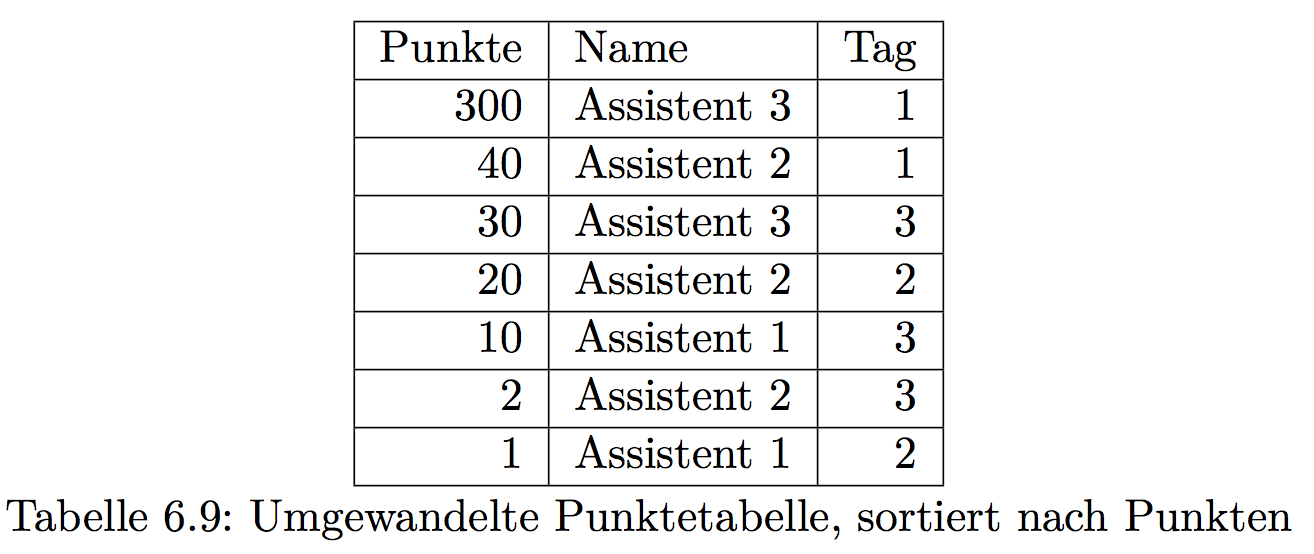 Punkte Name Tag
300 Assistent 3 1
40 Assistent 2 1
30 Assistent 3 3
20 Assistent 2 2
10 Assistent 1 3
2 Assistent 2 3
1 Assistent 1 2
Tabelle 6.9: Umgewandelte Punktetabelle, sortiert nach Punkten